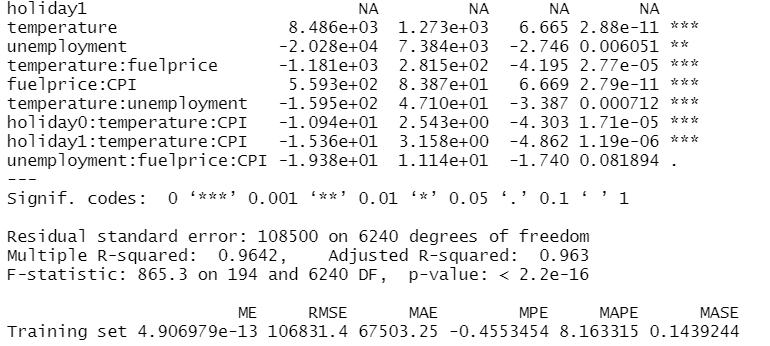 holiday1 NA NA NA NA
temperature 8.486e+03 1.273e+03 6.665 2.88e-11 ***
unemployment -2.028e+04 7.384e+03 -2.746 0.006051 **
temperature:fuelprice -1.181e+03 2.815e+02 -4.195 2.77e-05 ***
fuelprice:CPI 5.593e+02 8.387e+01 6.669 2.79e-11 ***
temperature:unemployment -1.595e+02 4.710e+01 -3.387 0.000712 ***
holiday0:temperature:CPI -1.094e+01 2.543e+00 -4.303 1.71e-05 ***
holiday1:temperature:CPI -1.536e+01 3.158e+00 -4.862 1.19e-06 ***
unemployment:fuelprice:CPI -1.938e+01 1.114e+01 -1.740 0.081894 .
---
Signif. codes: 0 ‘***’ 0.001 ‘**’ 0.01 ‘*’ 0.05 ‘.’ 0.1 ‘ ’ 1
Residual standard error: 108500 on 6240 degrees of freedom
Multiple R-squared: 0.9642, Adjusted R-squared: 0.963
F-statistic: 865.3 on 194 and 6240 DF, p-value: < 2.2e-16
ME RMSE MAE MPE MAPE MASE
Training set 4.906979e-13 106831.4 67503.25 -0.4553454 8.163315 0.1439244